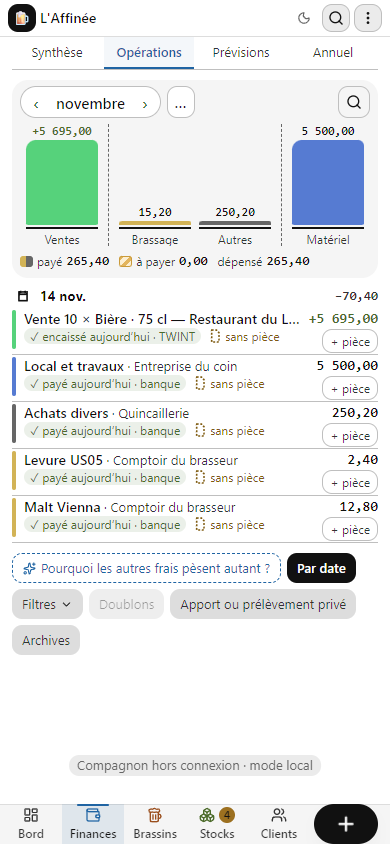 L'Affinée
Synthèse Opérations Prévisions Annuel
‹ novembre › ...
+5 695,00 5 500,00
15,20 250,20
Ventes Brassage Autres Matériel
payé 265,40 à payer 0,00 dépensé 265,40
14 nov. −70,40
Vente 10 × Bière · 75 cl — Restaurant du L... +5 695,00
✓ encaissé aujourd'hui · TWINT sans pièce + pièce
Local et travaux · Entreprise du coin 5 500,00
✓ payé aujourd'hui · banque sans pièce + pièce
Achats divers · Quincaillerie 250,20
✓ payé aujourd'hui · banque sans pièce + pièce
Levure US05 · Comptoir du brasseur 2,40
✓ payé aujourd'hui · banque sans pièce + pièce
Malt Vienna · Comptoir du brasseur 12,80
✓ payé aujourd'hui · banque sans pièce + pièce
Pourquoi les autres frais pèsent autant ? Par date
Filtres Doublons Apport ou prélèvement privé
Archives
Compagnon hors connexion · mode local
4
Bord Finances Brassins Stocks Clients +